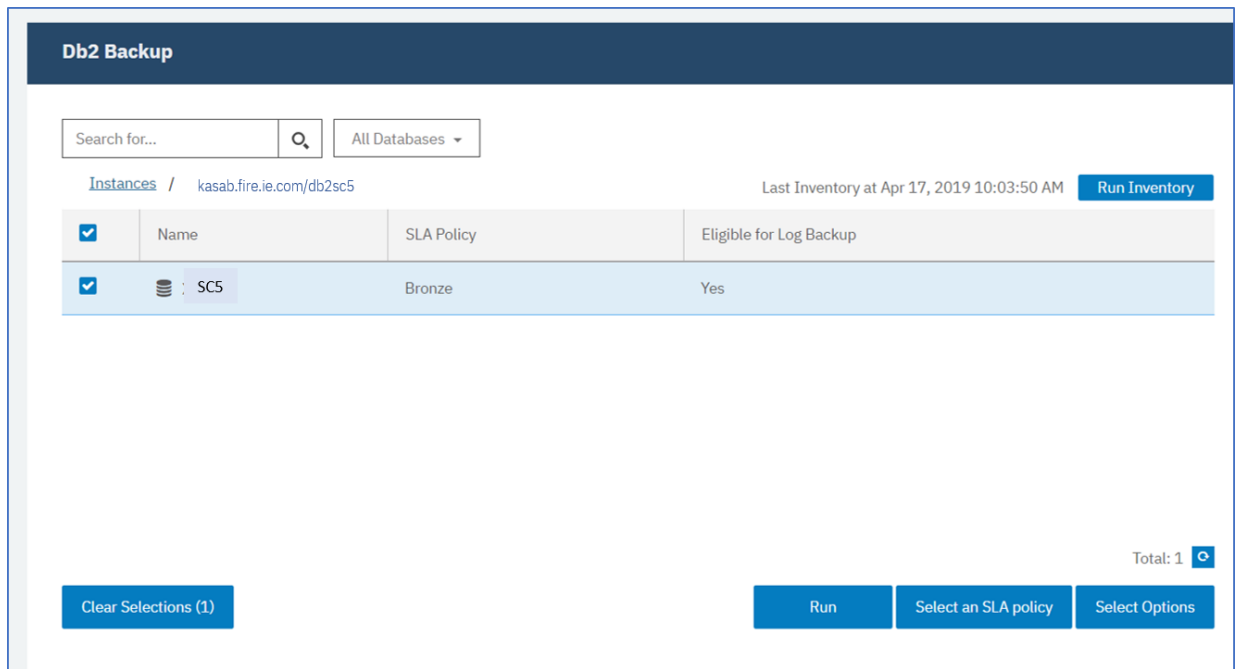 Db2 Backup
Search for...
All Databases
Instances / kasab.fire.ie.com/db2sc5
Last Inventory at Apr 17, 2019 10:03:50 AM
Run Inventory
Name SLA Policy Eligible for Log Backup
SC5 Bronze Yes
Total: 1
Clear Selections (1)
Run
Select an SLA policy
Select Options